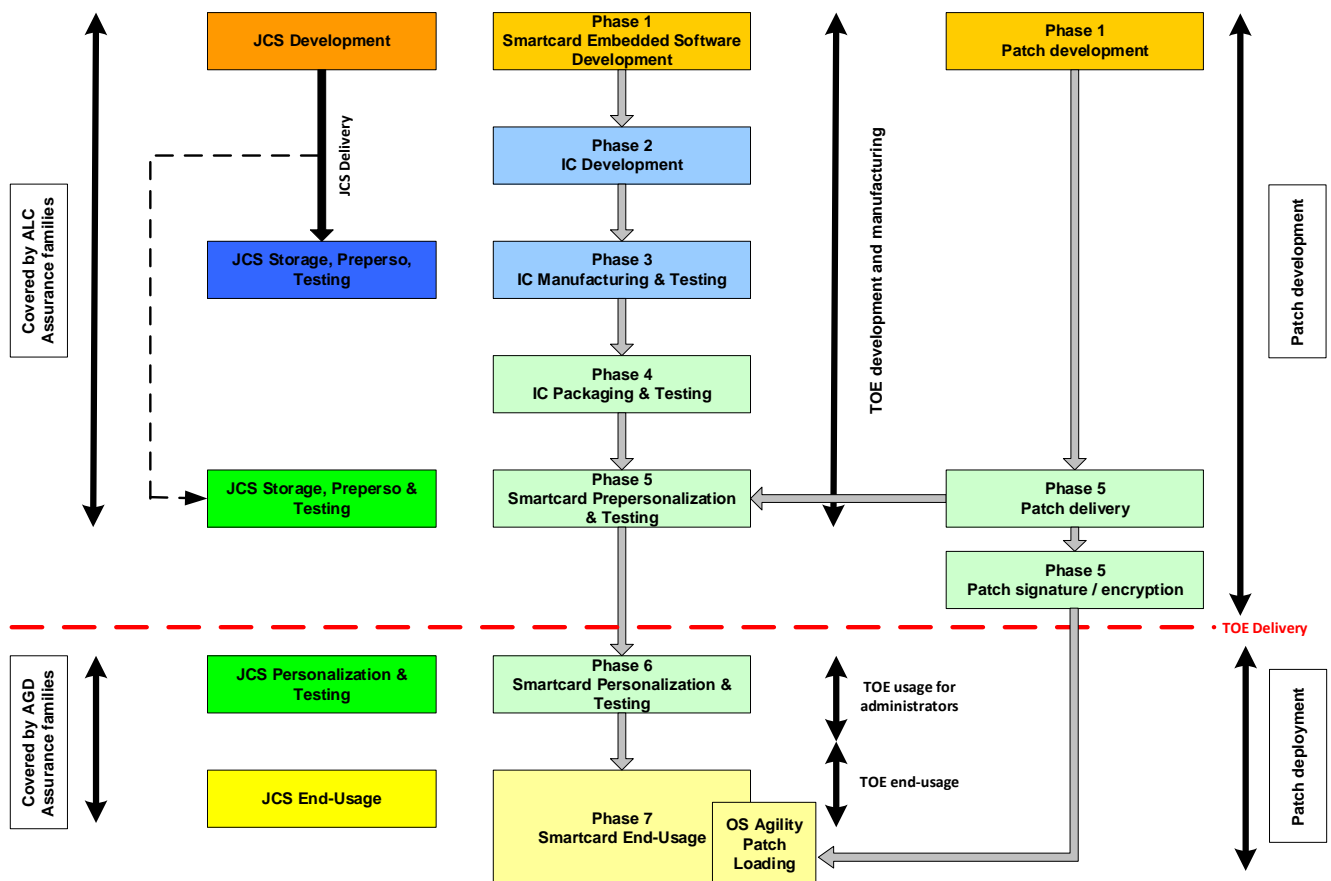 JCS Development
Phase 1
Smartcard Embedded Software
Development
Phase 1
Patch development
JCS Delivery
Phase 2
IC Development
TOE development and manufacturing
Covered by ALC
Assurance families
Patch development
JCS Storage, Preperso,
Testing
Phase 3
IC Manufacturing & Testing
Phase 4
IC Packaging & Testing
JCS Storage, Preperso &
Testing
Phase 5
Smartcard Prepersonalization
& Testing
Phase 5
Patch delivery
Phase 5
Patch signature / encryption
TOE Delivery
Covered by AGD
Assurance families
JCS Personalization &
Testing
Phase 6
Smartcard Personalization &
Testing
TOE usage for
administrators
Patch deployment
JCS End-Usage
TOE end-usage
Phase 7
Smartcard End-Usage
OS Agility
Patch
Loading